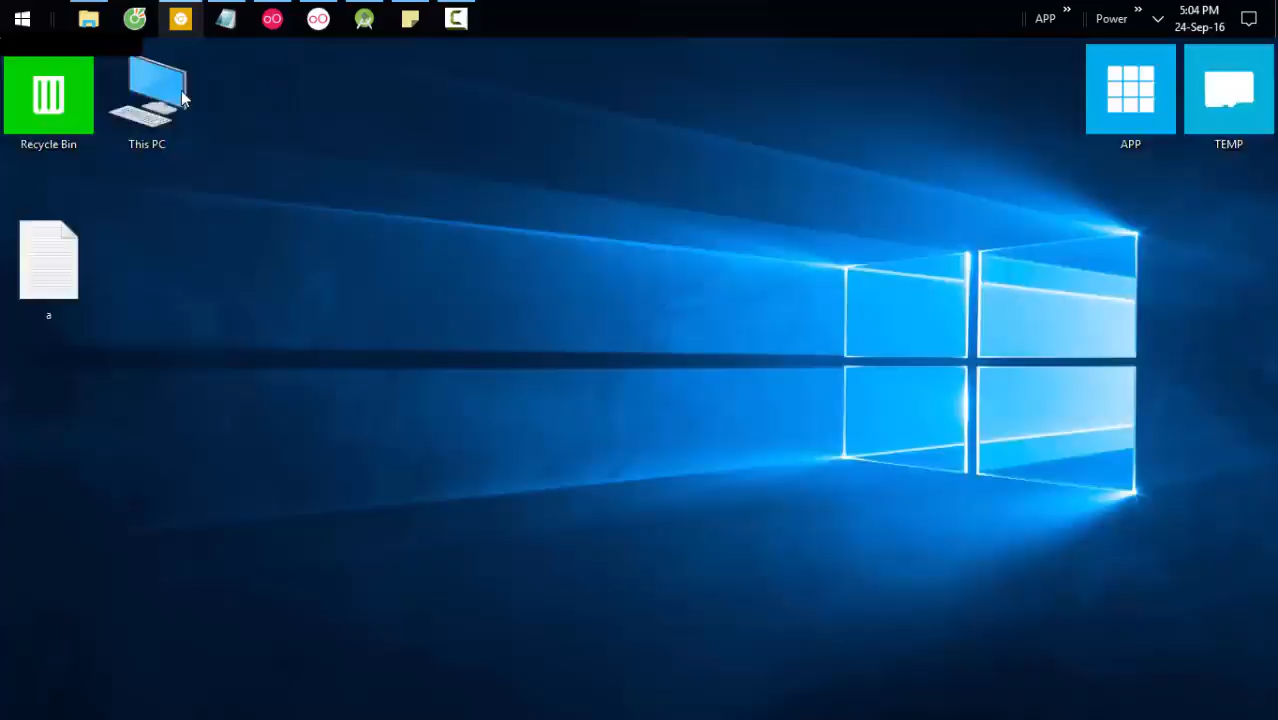 APP
Power
5:04 PM
24-Sep-16
Recycle Bin
This PC
APP
TEMP
a